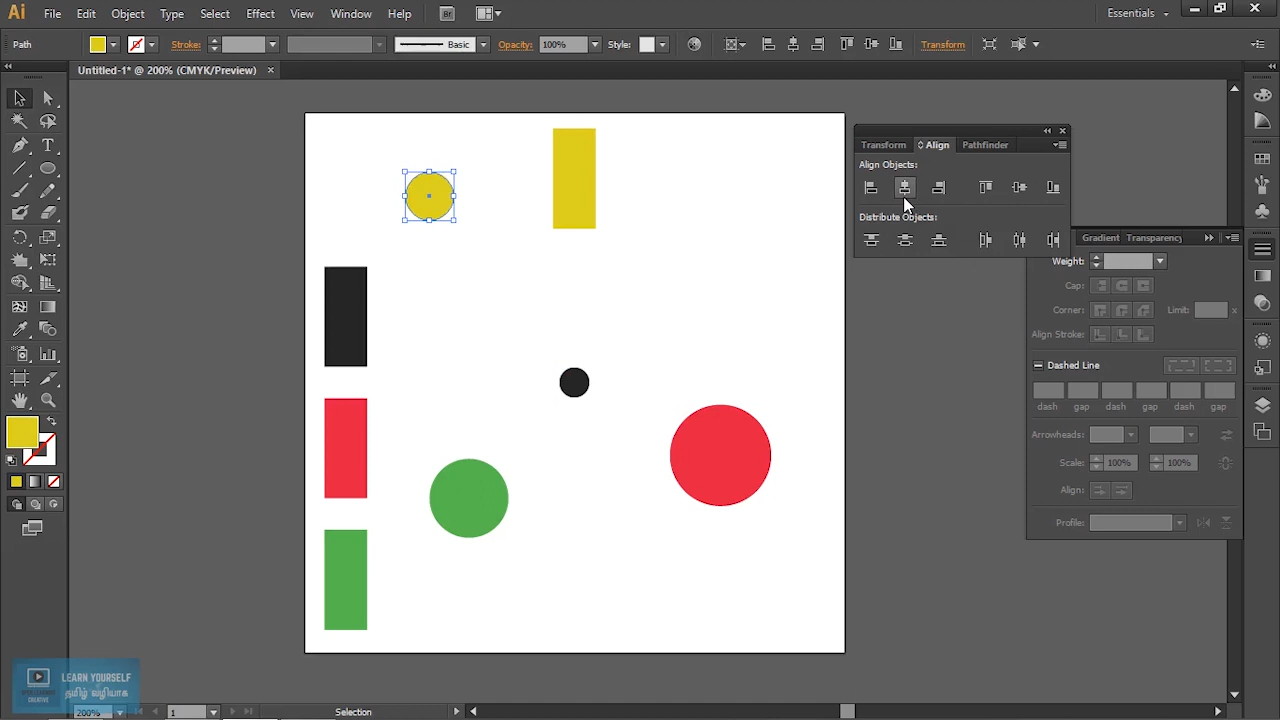 Ai File Edit Object Type Select Effect View Window Help Br Essentials
Path Stroke: Basic Opacity: 100% Style: Transform
Untitled-1* @ 200% (CMYK/Preview)
Transform Align Pathfinder
Align Objects:
Distribute Objects:
Gradient Transparency
Weight:
Cap:
Corner: Limit: x
Align Stroke:
Dashed Line
dash gap dash gap dash gap
Arrowheads:
Scale: 100% 100%
Align:
Profile:
LEARN YOURSELF
தமிழ் வழியாக
CREATIVE
200% 1 Selection